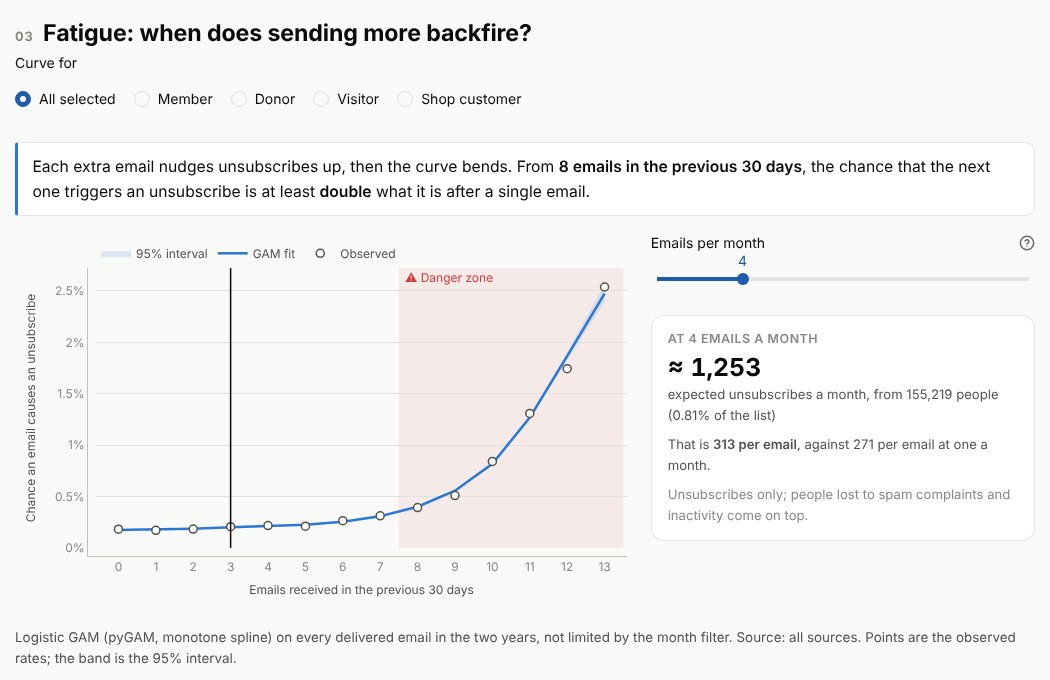 03 Fatigue: when does sending more backfire?
Curve for
All selected Member Donor Visitor Shop customer
Each extra email nudges unsubscribes up, then the curve bends. From 8 emails in the previous 30 days, the chance that the next
one triggers an unsubscribe is at least double what it is after a single email.
95% interval GAM fit Observed
Danger zone
Chance an email causes an unsubscribe
2.5%
2%
1.5%
1%
0.5%
0%
0 1 2 3 4 5 6 7 8 9 10 11 12 13
Emails received in the previous 30 days
Emails per month ?
4
AT 4 EMAILS A MONTH
≈ 1,253
expected unsubscribes a month, from 155,219 people
(0.81% of the list)
That is 313 per email, against 271 per email at one a
month.
Unsubscribes only; people lost to spam complaints and
inactivity come on top.
Logistic GAM (pyGAM, monotone spline) on every delivered email in the two years, not limited by the month filter. Source: all sources. Points are the observed
rates; the band is the 95% interval.